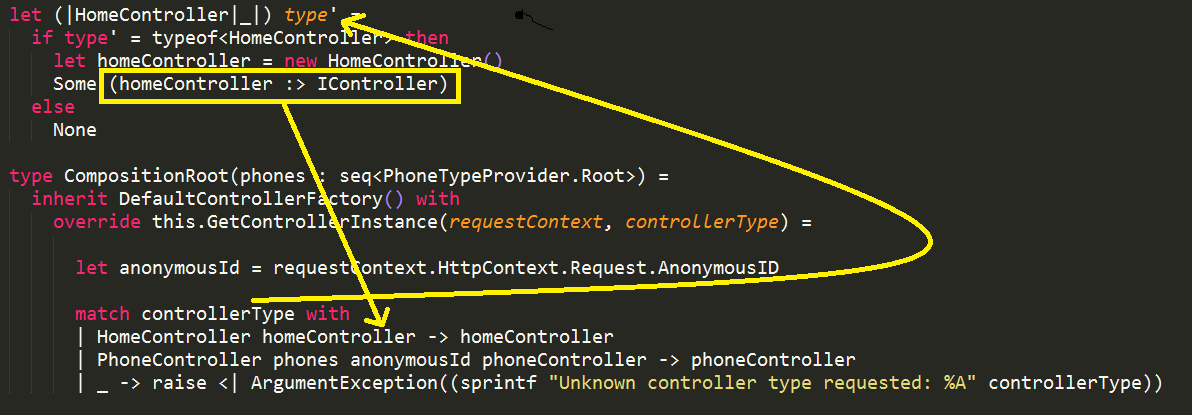 let (|HomeController|_|) type' =
if type' = typeof<HomeController> then
let homeController = new HomeController()
Some (homeController :> IController)
else
None
type CompositionRoot(phones : seq<PhoneTypeProvider.Root>) =
inherit DefaultControllerFactory() with
override this.GetControllerInstance(requestContext, controllerType) =
let anonymousId = requestContext.HttpContext.Request.AnonymousID
match controllerType with
| HomeController homeController -> homeController
| PhoneController phones anonymousId phoneController -> phoneController
| _ -> raise <| ArgumentException((sprintf "Unknown controller type requested: %A" controllerType))